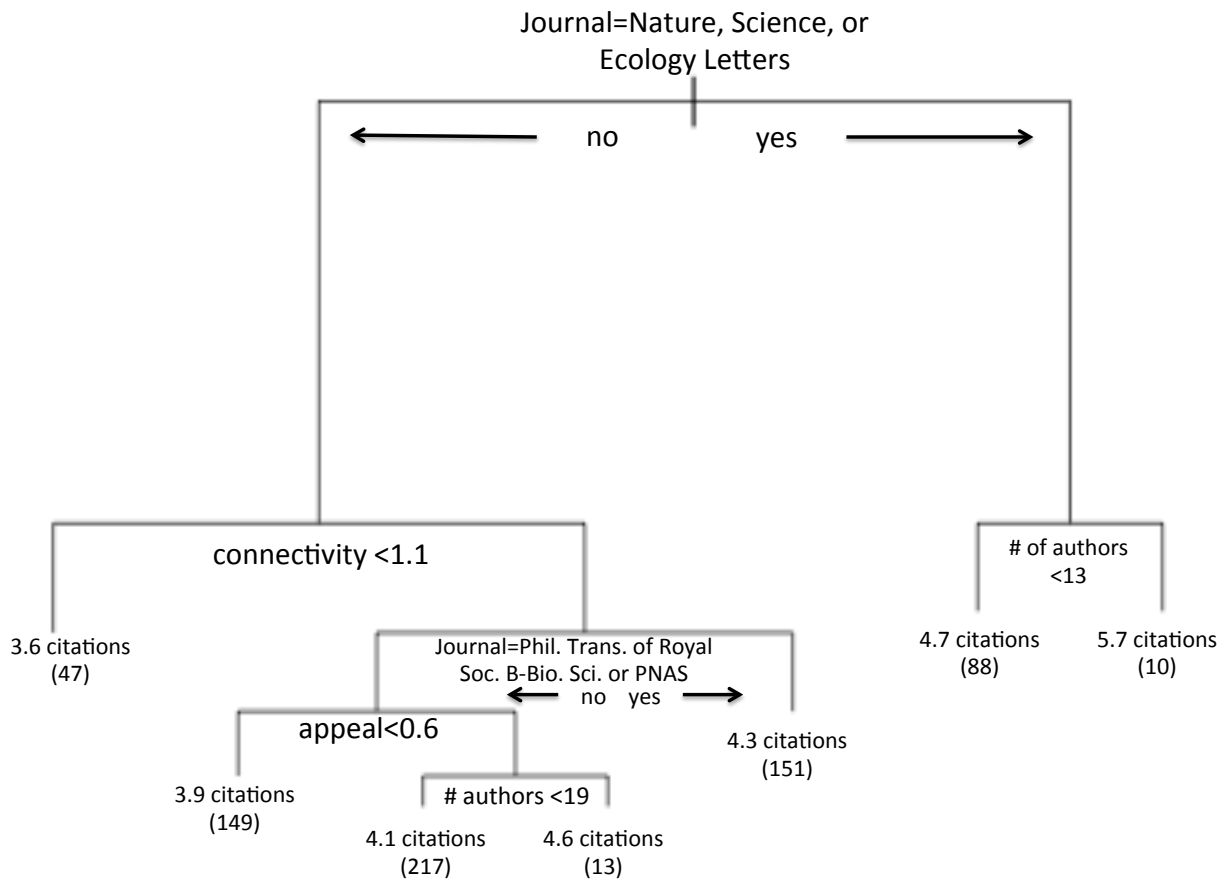 Journal=Nature, Science, or
Ecology Letters
no
yes
connectivity <1.1
# of authors
<13
3.6 citations
(47)
Journal=Phil. Trans. of Royal
Soc. B-Bio. Sci. or PNAS
no yes
4.7 citations
(88)
5.7 citations
(10)
appeal<0.6
4.3 citations
(151)
3.9 citations
(149)
# authors <19
4.1 citations
(217)
4.6 citations
(13)